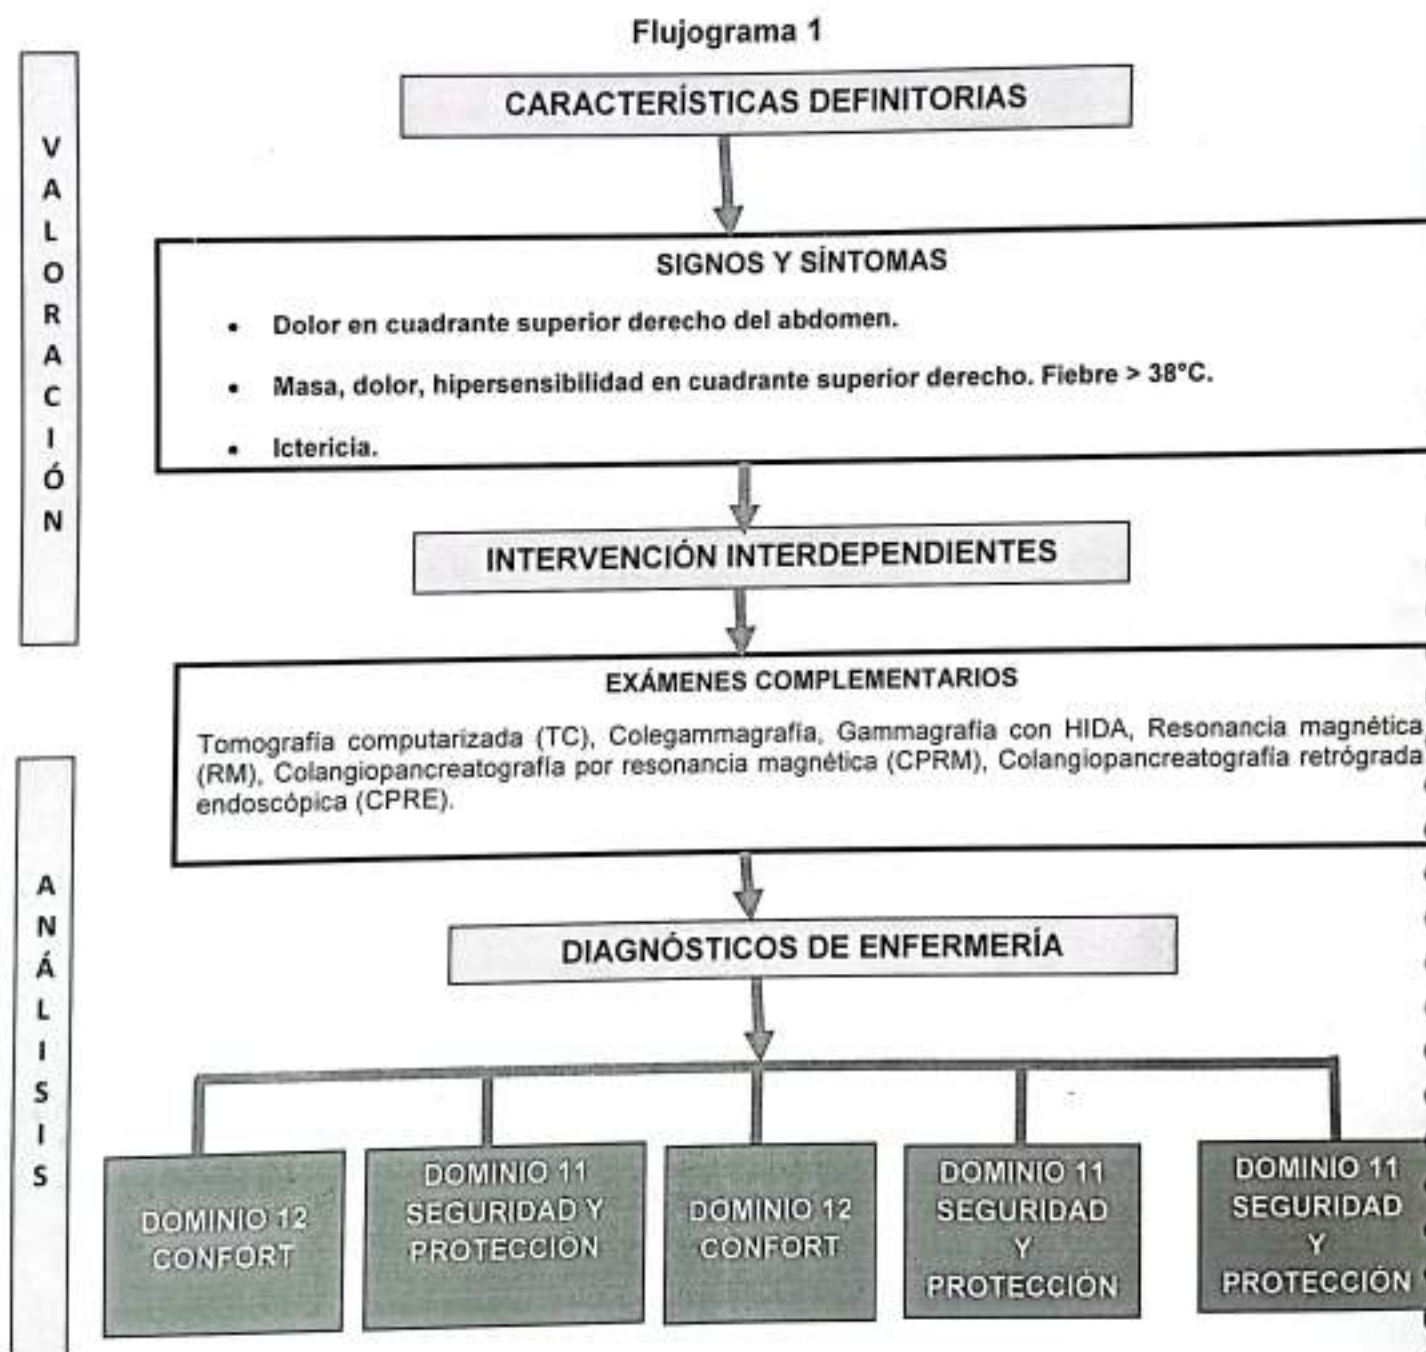 Flujograma 1
V
A
L
O
R
A
C
I
Ó
N
CARACTERÍSTICAS DEFINITORIAS
SIGNOS Y SÍNTOMAS
• Dolor en cuadrante superior derecho del abdomen.
• Masa, dolor, hipersensibilidad en cuadrante superior derecho. Fiebre > 38°C.
• Ictericia.
INTERVENCIÓN INTERDEPENDIENTES
EXÁMENES COMPLEMENTARIOS
Tomografía computarizada (TC), Colegammagrafía, Gammagrafía con HIDA, Resonancia magnética
(RM), Colangiopancreatografía por resonancia magnética (CPRM), Colangiopancreatografía retrógrada
endoscópica (CPRE).
A
N
Á
L
I
S
I
S
DIAGNÓSTICOS DE ENFERMERÍA
DOMINIO 12
CONFORT
DOMINIO 11
SEGURIDAD Y
PROTECCIÓN
DOMINIO 12
CONFORT
DOMINIO 11
SEGURIDAD
Y
PROTECCIÓN
DOMINIO 11
SEGURIDAD
Y
PROTECCIÓN